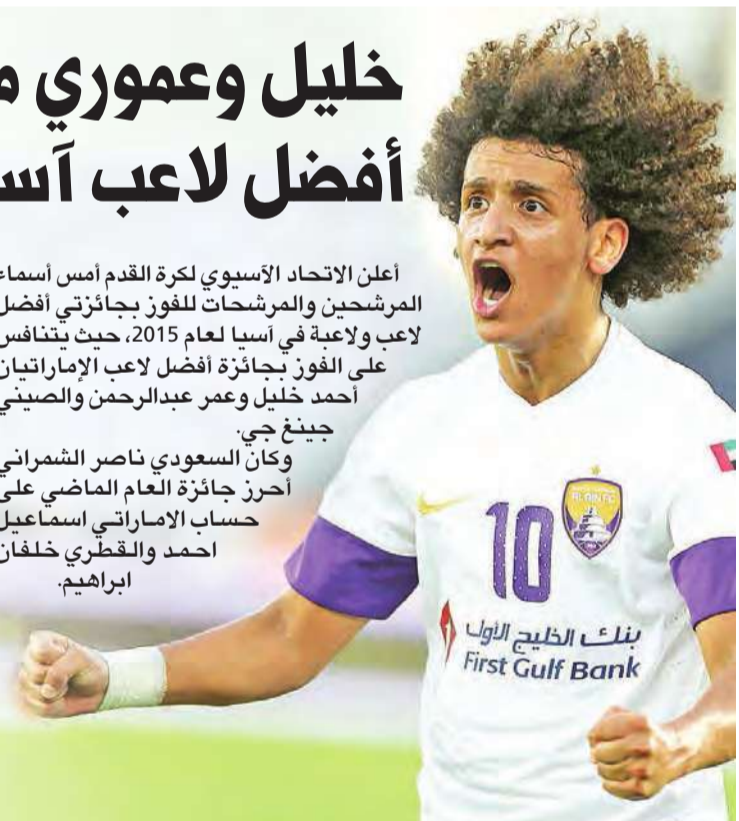 خليل وعموري
أفضل لاعب
أعلن الاتحاد الآسيوي لكرة القدم أمس أسماء
المرشحين والمرشحات للفوز بجائزتي أفضل
لاعب ولاعبة في آسيا لعام 2015، حيث يتنافس
على الفوز بجائزة أفضل لاعب الإماراتيان
أحمد خليل وعمر عبدالرحمن والصيني
جينغ جي.
وكان السعودي ناصر الشمراني
أحرز جائزة العام الماضي على
حساب الاماراتي اسماعيل
احمد والقطري خلفان
ابراهيم.
AL AIN FC
10
بنك الخليج الأول
First Gulf Bank